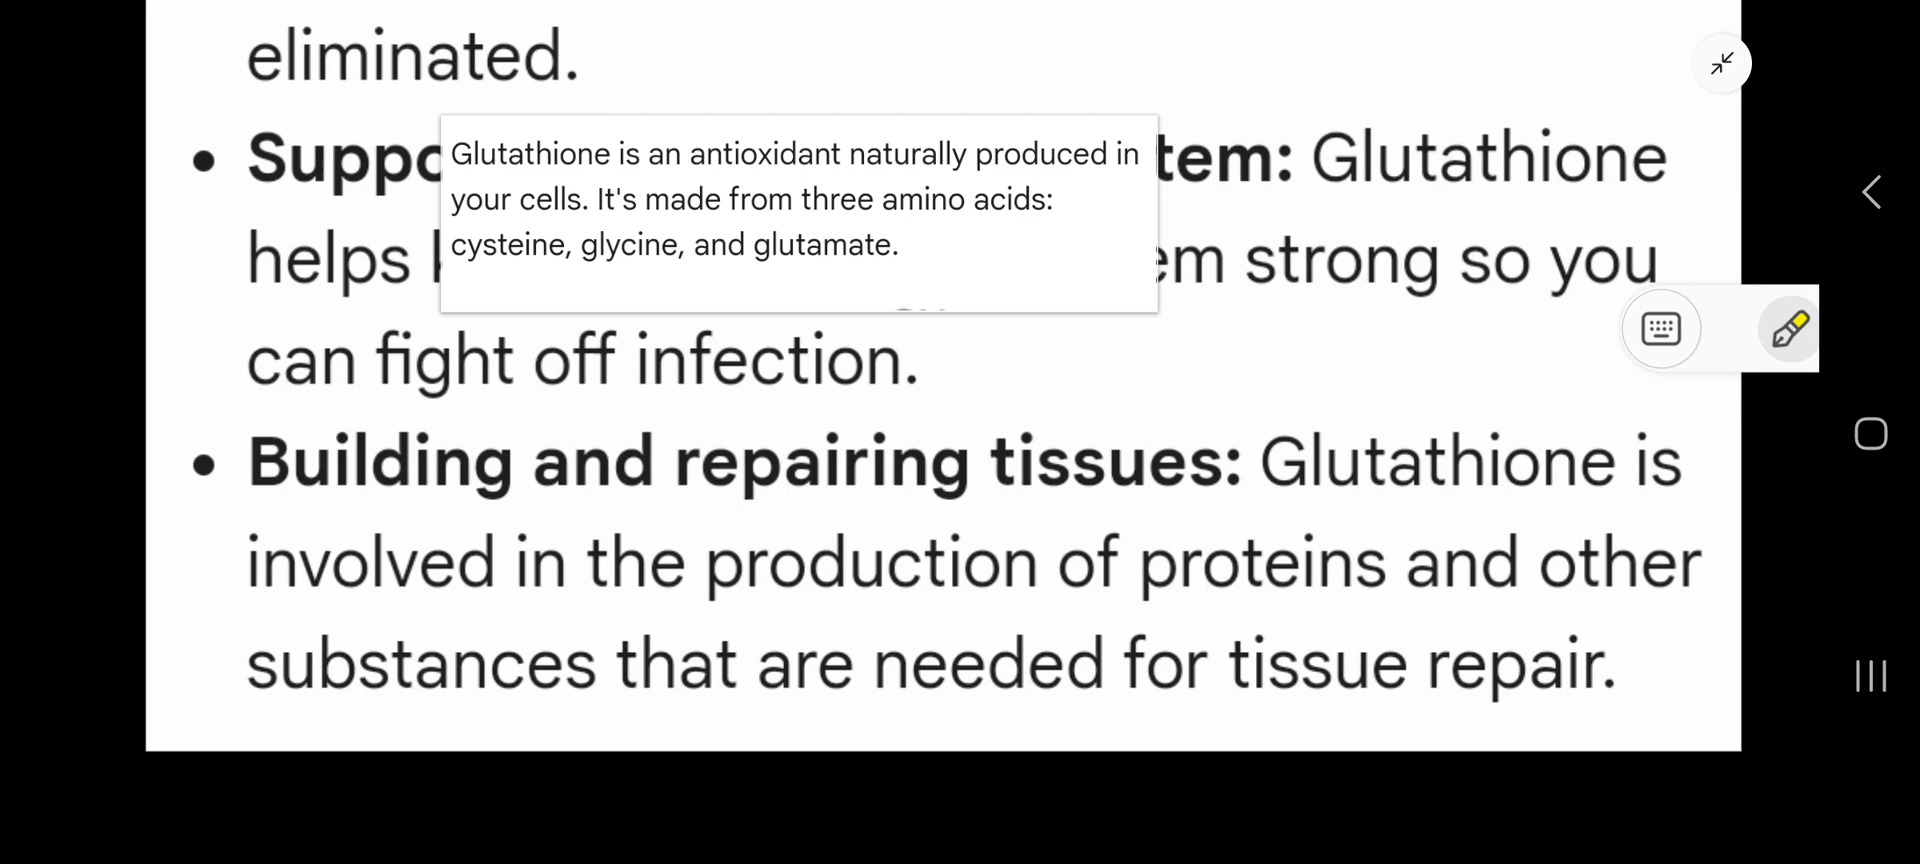 eliminated.
Glutathione is an antioxidant naturally produced in
your cells. It's made from three amino acids:
cysteine, glycine, and glutamate.
• tem: Glutathione
helps strong so you
can fight off infection.
• Building and repairing tissues: Glutathione is
involved in the production of proteins and other
substances that are needed for tissue repair.